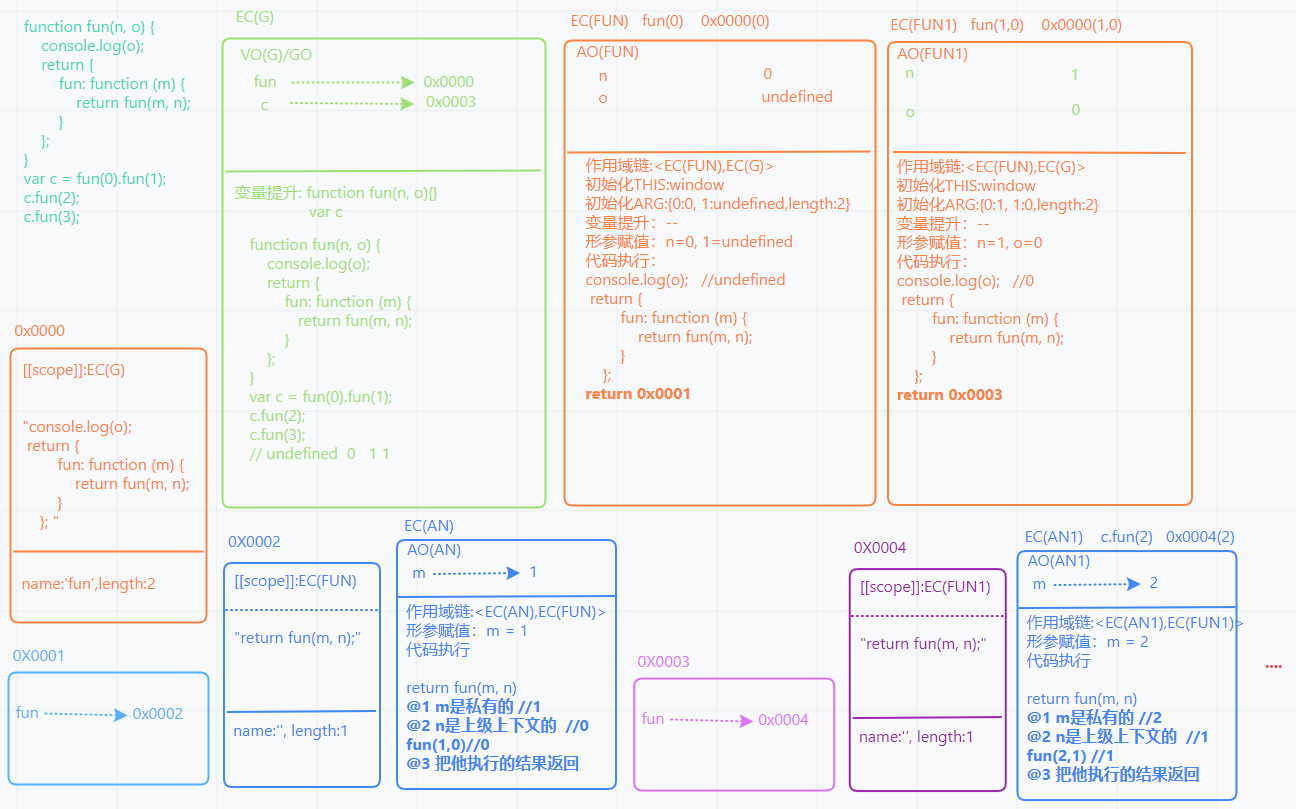 function fun(n, o) {
console.log(o);
return {
fun: function (m) {
return fun(m, n);
}
};
}
var c = fun(0).fun(1);
c.fun(2);
c.fun(3);
EC(G)
VO(G)/GO
fun 0x0000
c 0x0003
变量提升: function fun(n, o){}
var c
function fun(n, o) {
console.log(o);
return {
fun: function (m) {
return fun(m, n);
}
};
}
var c = fun(0).fun(1);
c.fun(2);
c.fun(3);
// undefined 0 1 1
EC(FUN) fun(0) 0x0000(0)
AO(FUN)
n 0
o undefined
作用域链:<EC(FUN),EC(G)>
初始化THIS:window
初始化ARG:{0:0, 1:undefined,length:2}
变量提升：--
形参赋值：n=0, 1=undefined
代码执行：
console.log(o); //undefined
return {
fun: function (m) {
return fun(m, n);
}
};
return 0x0001
EC(FUN1) fun(1,0) 0x0000(1,0)
AO(FUN1)
n 1
o 0
作用域链:<EC(FUN),EC(G)>
初始化THIS:window
初始化ARG:{0:1, 1:0,length:2}
变量提升：--
形参赋值：n=1, o=0
代码执行：
console.log(o); //0
return {
fun: function (m) {
return fun(m, n);
}
};
return 0x0003
0x0000
[[scope]]:EC(G)
"console.log(o);
return {
fun: function (m) {
return fun(m, n);
}
}; "
name:'fun',length:2
0X0001
fun 0x0002
0X0002
[[scope]]:EC(FUN)
"return fun(m, n);"
name:'', length:1
EC(AN)
AO(AN)
m 1
作用域链:<EC(AN),EC(FUN)>
形参赋值：m = 1
代码执行
return fun(m, n)
@1 m是私有的 //1
@2 n是上级上下文的 //0
fun(1,0)//0
@3 把他执行的结果返回
0X0003
fun 0x0004
0X0004
[[scope]]:EC(FUN1)
"return fun(m, n);"
name:'', length:1
EC(AN1) c.fun(2) 0x0004(2)
AO(AN1)
m 2
作用域链:<EC(AN1),EC(FUN1)>
形参赋值：m = 2
代码执行
return fun(m, n)
@1 m是私有的 //2
@2 n是上级上下文的 //1
fun(2,1) //1
@3 把他执行的结果返回
....